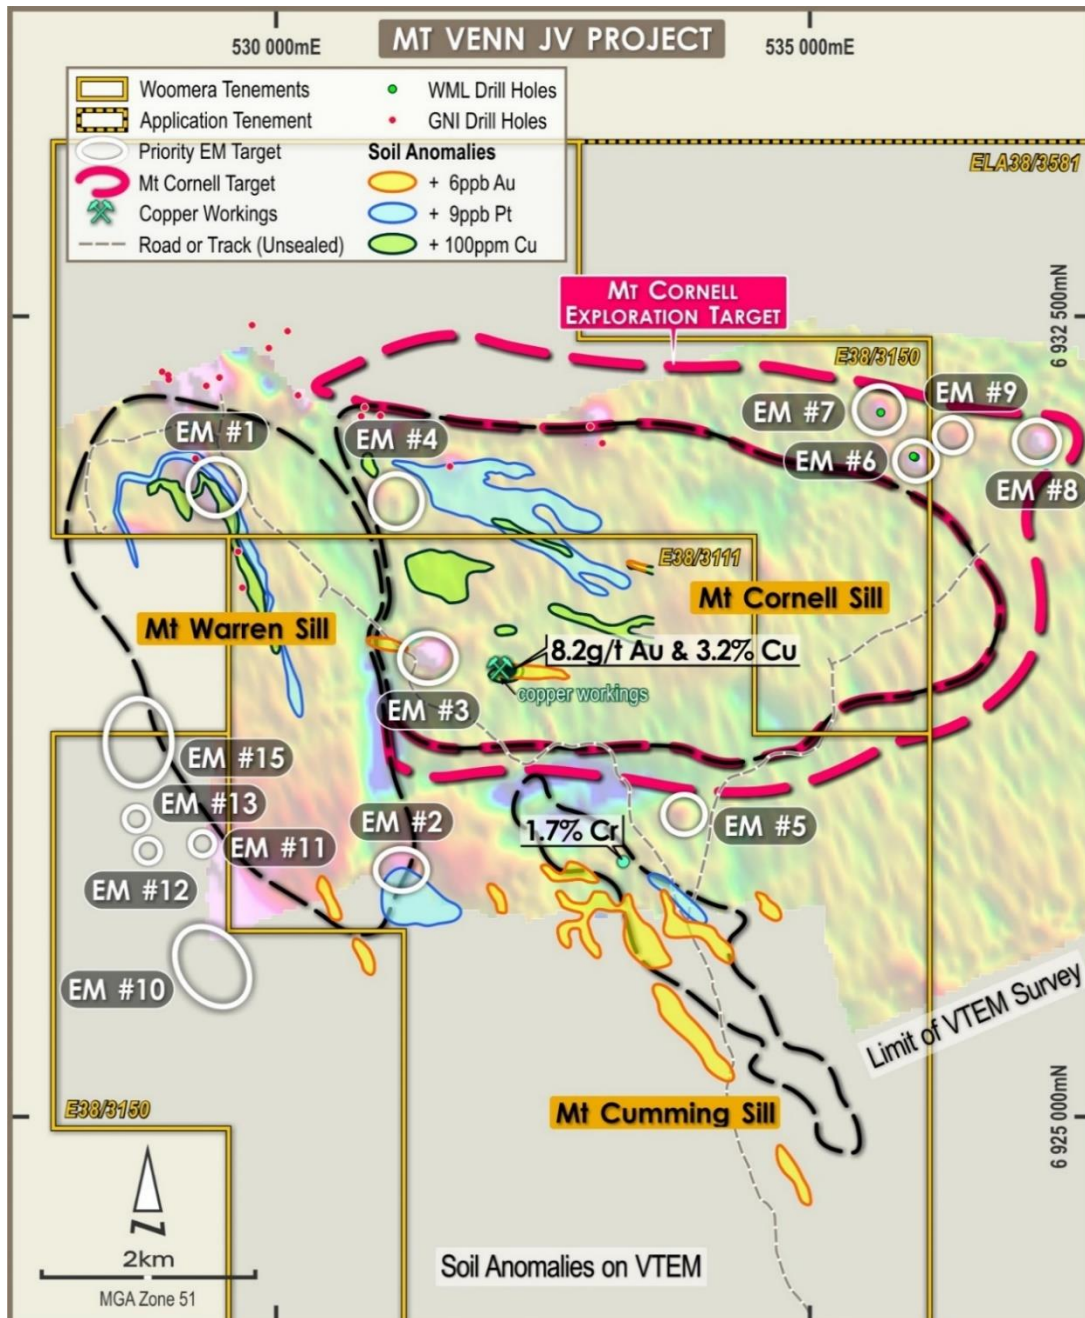 530 000mE
MT VENN JV PROJECT
535 000mE
Woomera Tenements
Application Tenement
Priority EM Target
Mt Cornell Target
Copper Workings
Road or Track (Unsealed)
WML Drill Holes
GNI Drill Holes
Soil Anomalies
+ 6ppb Au
+ 9ppb Pt
+ 100ppm Cu
ELA38/3581
MT CORNELL
EXPLORATION TARGET
6 932 500mN
E38/3150
EM #9
EM #7
EM #1
EM #4
EM #6
EM #8
E38/3111
Mt Cornell Sill
Mt Warren Sill
8.2g/t Au & 3.2% Cu
copper workings
EM #3
EM #15
EM #13
EM #2
EM #5
1.7% Cr
EM #11
EM #12
EM #10
Limit of VTEM Survey
E38/3150
Mt Cumming Sill
6 925 000mN
N
2km
MGA Zone 51
Soil Anomalies on VTEM